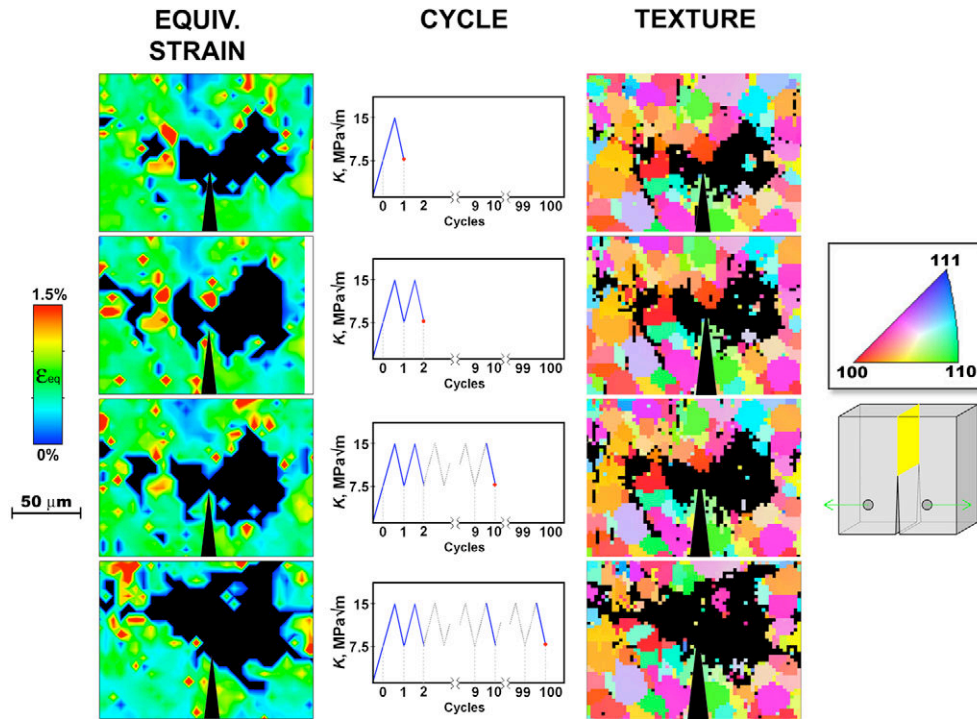 EQUIV.
STRAIN
CYCLE
TEXTURE
K, MPa√m
15
7.5
0 1 2 9 10 99 100
Cycles
K, MPa√m
15
7.5
0 1 2 9 10 99 100
Cycles
K, MPa√m
15
7.5
0 1 2 9 10 99 100
Cycles
K, MPa√m
15
7.5
0 1 2 9 10 99 100
Cycles
1.5%
εeq
0%
50 μm
111
100
110